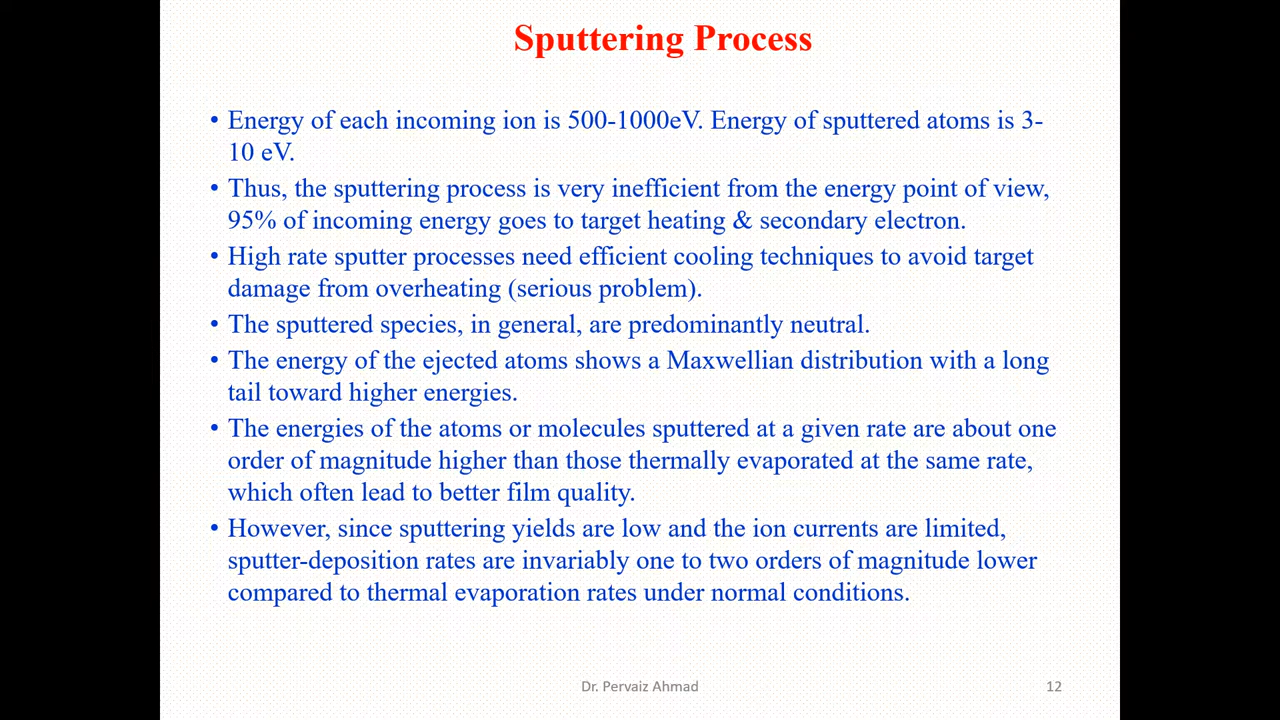 Sputtering Process
• Energy of each incoming ion is 500-1000eV. Energy of sputtered atoms is 3-
10 eV.
• Thus, the sputtering process is very inefficient from the energy point of view,
95% of incoming energy goes to target heating & secondary electron.
• High rate sputter processes need efficient cooling techniques to avoid target
damage from overheating (serious problem).
• The sputtered species, in general, are predominantly neutral.
• The energy of the ejected atoms shows a Maxwellian distribution with a long
tail toward higher energies.
• The energies of the atoms or molecules sputtered at a given rate are about one
order of magnitude higher than those thermally evaporated at the same rate,
which often lead to better film quality.
• However, since sputtering yields are low and the ion currents are limited,
sputter-deposition rates are invariably one to two orders of magnitude lower
compared to thermal evaporation rates under normal conditions.
Dr. Pervaiz Ahmad
12